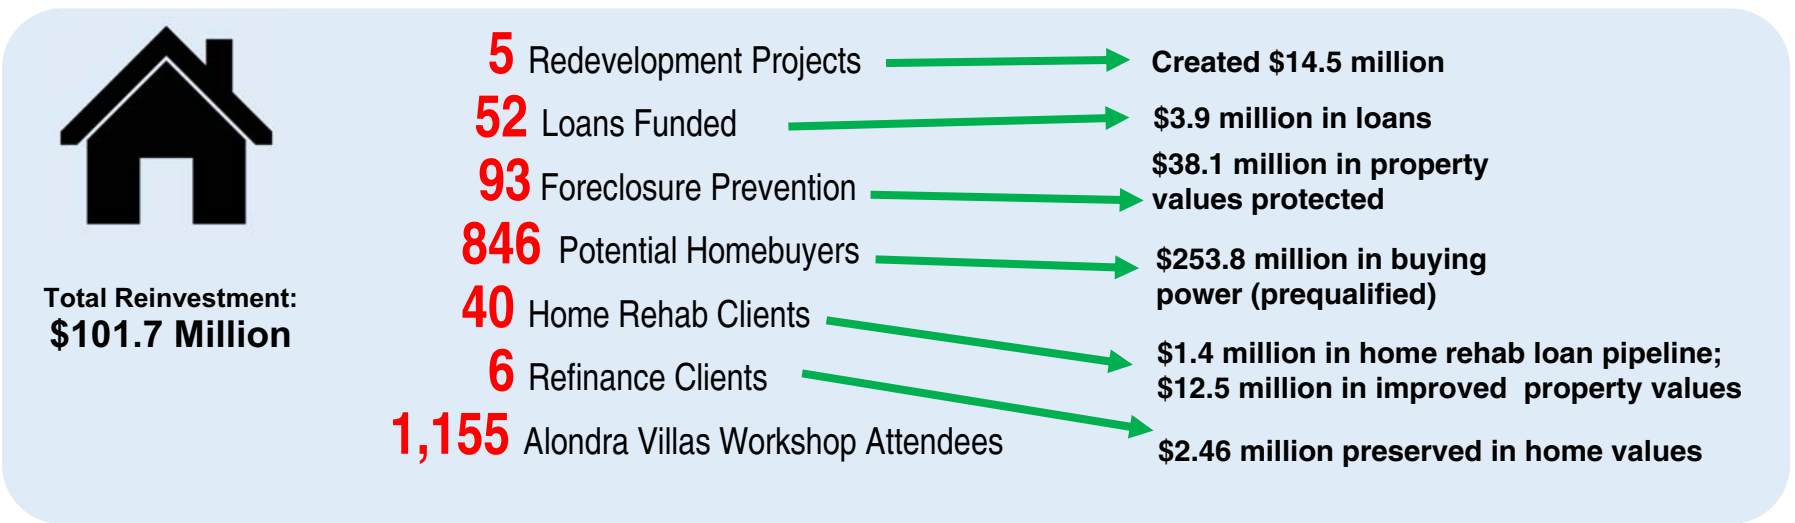 5 Redevelopment Projects
Created $14.5 million
52 Loans Funded
$3.9 million in loans
93 Foreclosure Prevention
$38.1 million in property
values protected
846 Potential Homebuyers
$253.8 million in buying
power (prequalified)
Total Reinvestment:
$101.7 Million
40 Home Rehab Clients
$1.4 million in home rehab loan pipeline;
$12.5 million in improved property values
6 Refinance Clients
$2.46 million preserved in home values
1,155 Alondra Villas Workshop Attendees